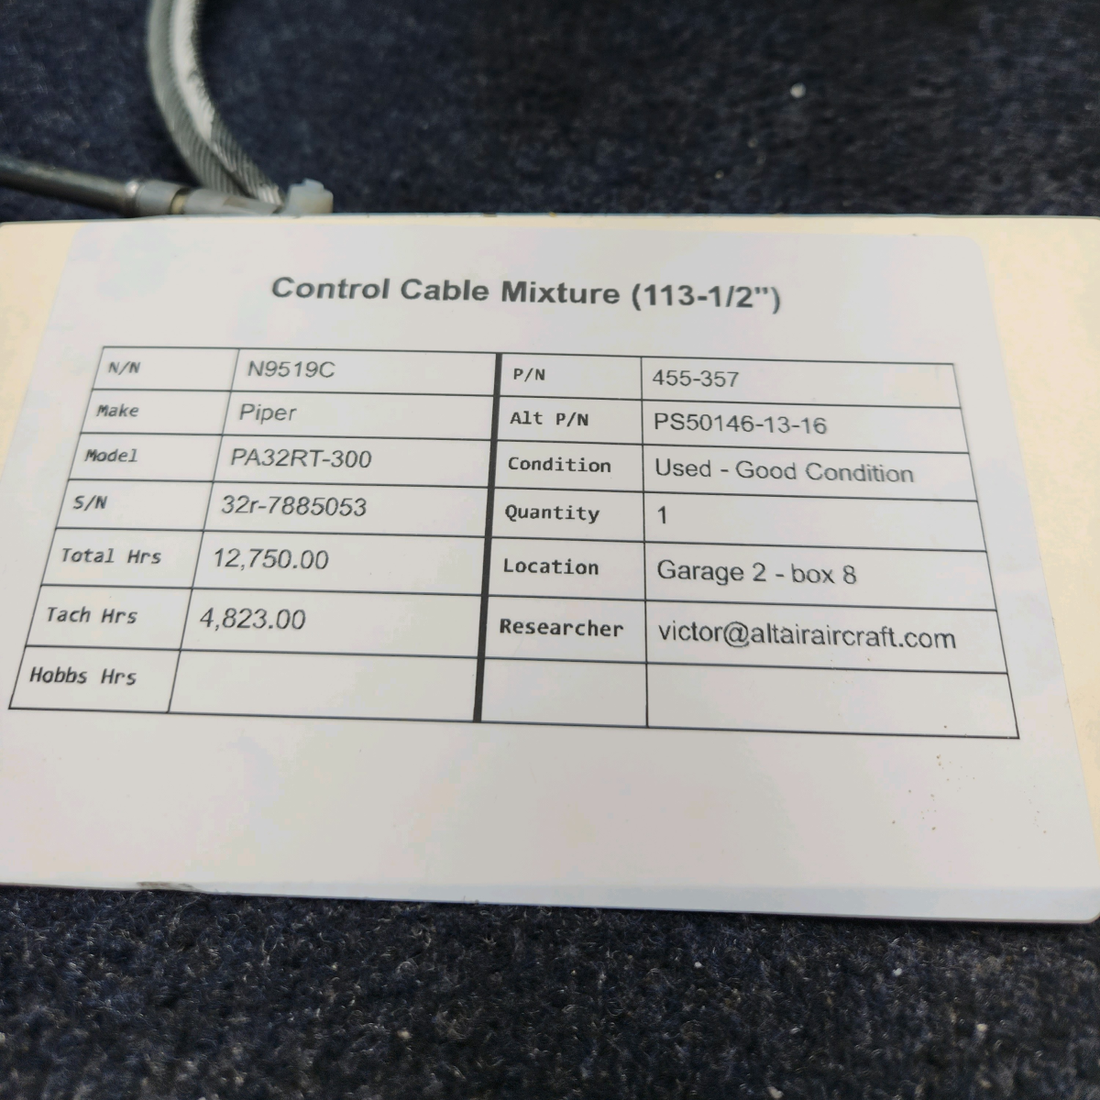 Control Cable Mixture (113-1/2")
N/N N9519C P/N 455-357
Make Piper Alt P/N PS50146-13-16
Model PA32RT-300 Condition Used - Good Condition
S/N 32r-7885053 Quantity 1
Total Hrs 12,750.00 Location Garage 2 - box 8
Tach Hrs 4,823.00 Researcher victor@altairaircraft.com
Hobbs Hrs